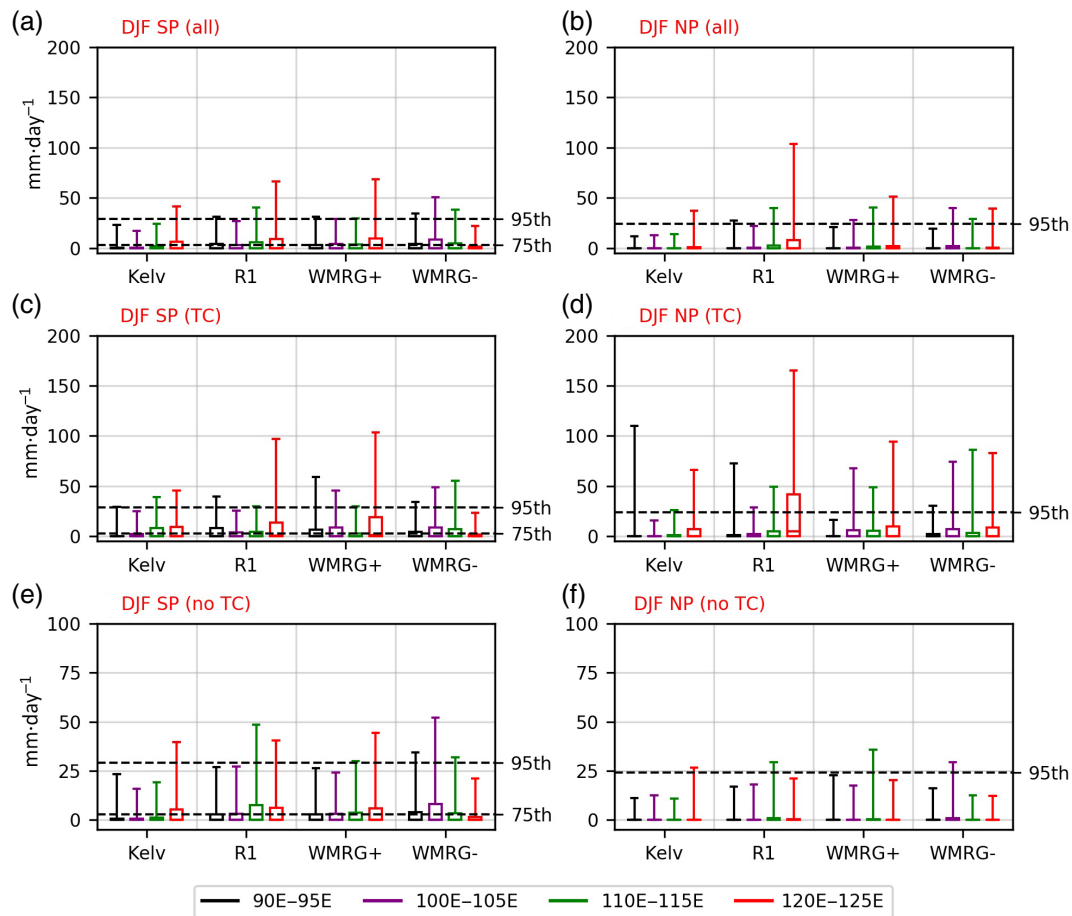 (a) DJF SP (all)
200
150
100
50
0
mm·day⁻¹
95th
75th
Kelv R1 WMRG+ WMRG-
(b) DJF NP (all)
200
150
100
50
0
95th
Kelv R1 WMRG+ WMRG-
(c) DJF SP (TC)
200
150
100
50
0
mm·day⁻¹
95th
75th
Kelv R1 WMRG+ WMRG-
(d) DJF NP (TC)
200
150
100
50
0
95th
Kelv R1 WMRG+ WMRG-
(e) DJF SP (no TC)
100
75
50
25
0
mm·day⁻¹
95th
75th
Kelv R1 WMRG+ WMRG-
(f) DJF NP (no TC)
100
75
50
25
0
95th
Kelv R1 WMRG+ WMRG-
90E–95E 100E–105E 110E–115E 120E–125E